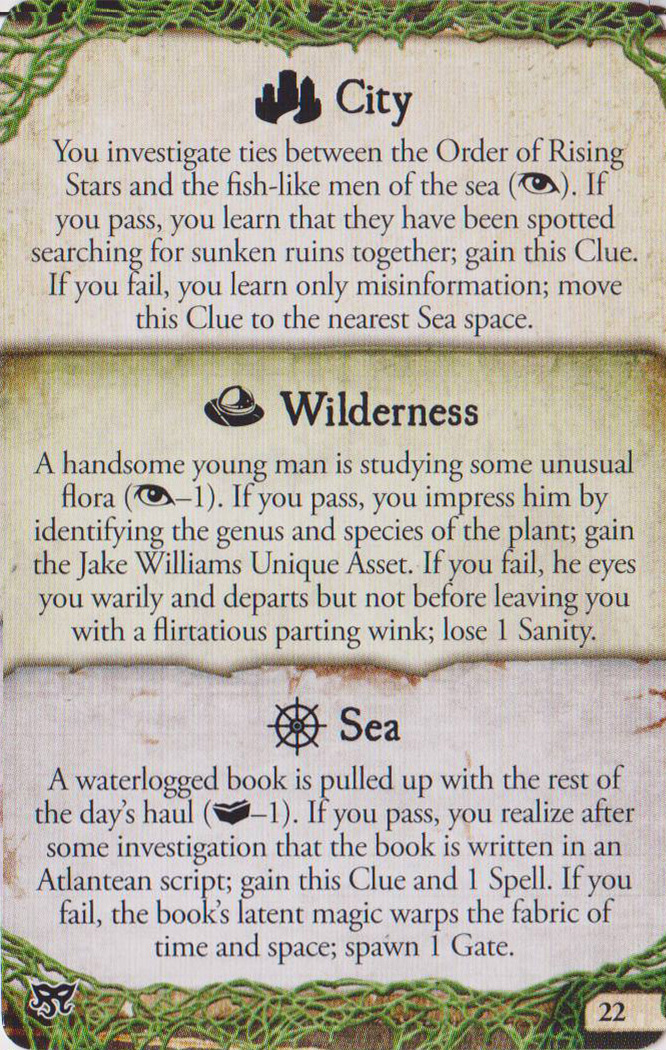 City
You investigate ties between the Order of Rising
Stars and the fish-like men of the sea (). If
you pass, you learn that they have been spotted
searching for sunken ruins together; gain this Clue.
If you fail, you learn only misinformation; move
this Clue to the nearest Sea space.
Wilderness
A handsome young man is studying some unusual
flora (–1). If you pass, you impress him by
identifying the genus and species of the plant; gain
the Jake Williams Unique Asset. If you fail, he eyes
you warily and departs but not before leaving you
with a flirtatious parting wink; lose 1 Sanity.
Sea
A waterlogged book is pulled up with the rest of
the day's haul (–1). If you pass, you realize after
some investigation that the book is written in an
Atlantean script; gain this Clue and 1 Spell. If you
fail, the book's latent magic warps the fabric of
time and space; spawn 1 Gate.
22